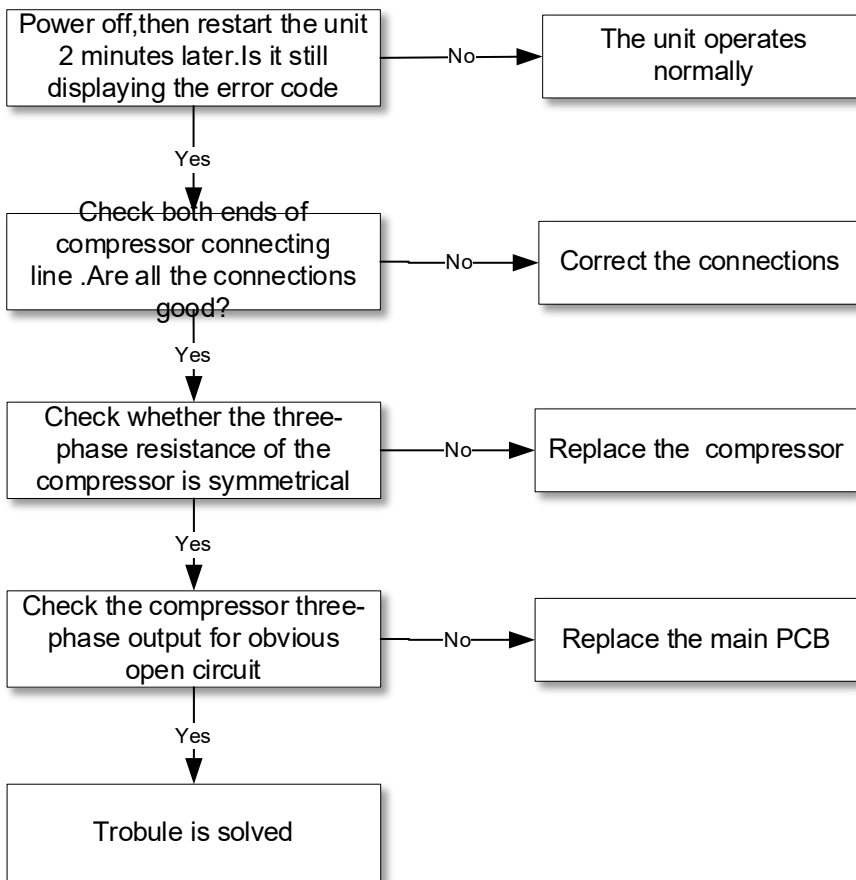 Power off,then restart the unit
2 minutes later.Is it still
displaying the error code
No
The unit operates
normally
Yes
Check both ends of
compressor connecting
line .Are all the connections
good?
No
Correct the connections
Yes
Check whether the three-
phase resistance of the
compressor is symmetrical
No
Replace the  compressor
Yes
Check the compressor three-
phase output for obvious
open circuit
No
Replace the main PCB
Yes
Trobule is solved